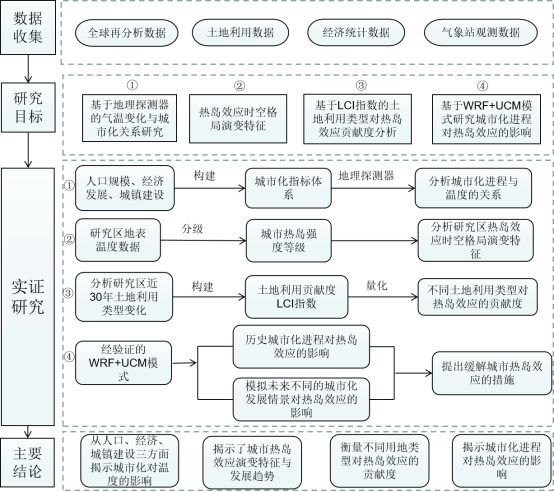 数据
收集
全球再分析数据
土地利用数据
经济统计数据
气象站观测数据
研究
目标
①
基于地理探测器
的气温变化与城
市化关系研究
②
热岛效应时空格
局演变特征
③
基于LCI指数的土
地利用类型对热岛
效应贡献度分析
④
基于WRF+UCM模
式研究城市化进程
对热岛效应的影响
实证
研究
①
人口规模、经济
发展、城镇建设
构建
城市化指标体
系
地理探测器
分析城市化进程与
温度的关系
②
研究区地表
温度数据
分级
城市热岛强
度等级
分析研究区热岛效
应时空格局演变特
征
③
分析研究区近
30年土地利用
类型变化
构建
土地利用贡献度
LCI指数
量化
不同土地利用类型对
热岛效应的贡献度
④
经验证的
WRF+UCM模
式
历史城市化进程对热岛
效应的影响
模拟未来不同的城市化
发展情景对热岛效应的
影响
提出缓解城市热岛效
应的措施
主要
结论
从人口、经济、
城镇建设三方面
揭示城市化对温
度的影响
揭示了城市热岛
效应演变特征与
发展趋势
衡量不同用地类
型对热岛效应的
贡献度
揭示城市化进程对
热岛效应的影响